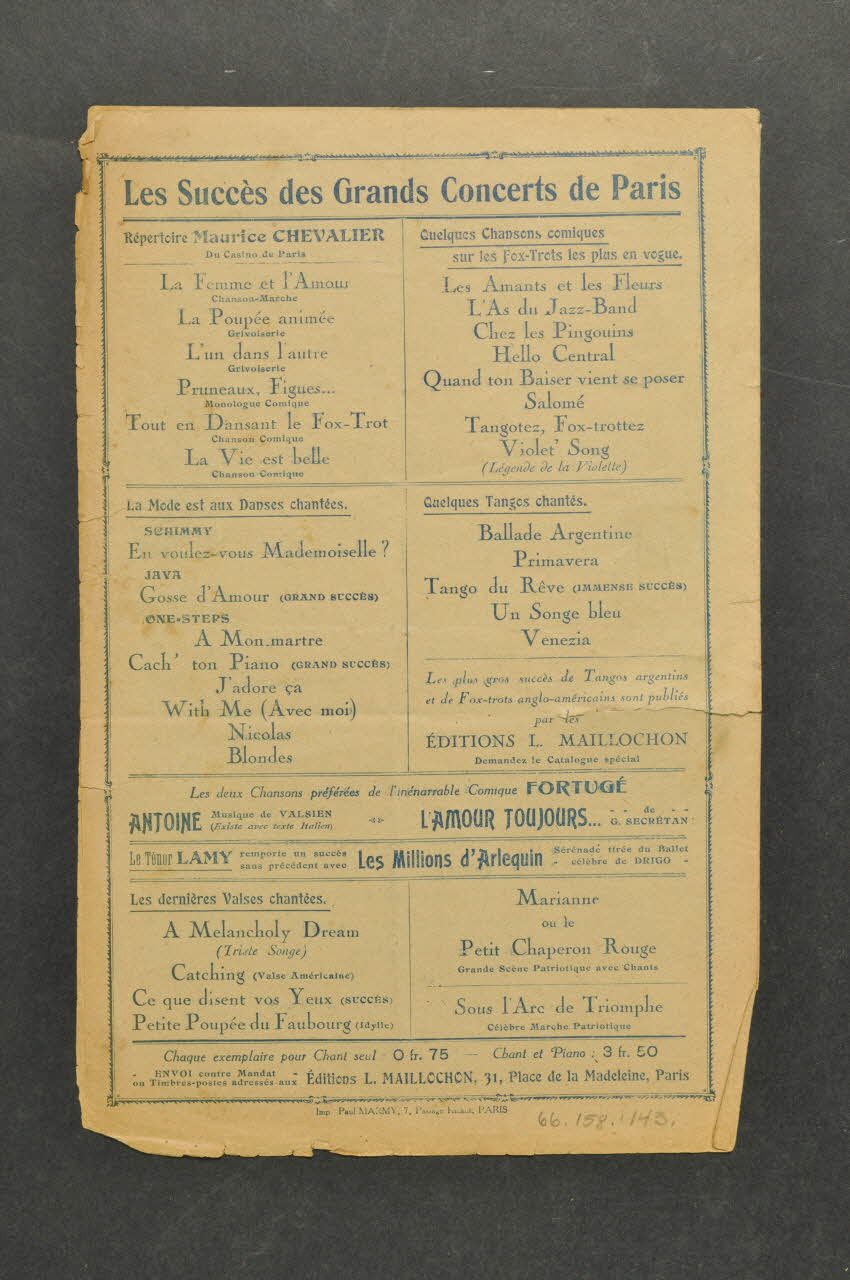 Les Succès des Grands Concerts de Paris
Répertoire Maurice CHEVALIER
Du Casino de Paris
La Femme et l'Amour
Chanson-Marche
La Poupée animée
Grivoiserie
L'un dans l'autre
Grivoiserie
Pruneaux, Figues...
Monologue Comique
Tout en Dansant le Fox-Trot
Chanson Comique
La Vie est belle
Chanson Comique
Quelques Chansons comiques
sur les Fox-Trots les plus en vogue.
Les Amants et les Fleurs
L'As du Jazz-Band
Chez les Pingouins
Hello Central
Quand ton Baiser vient se poser
Salomé
Tangotez, Fox-trottez
Violet' Song
(Légende de la Violette)
La Mode est aux Danses chantées.
SCHIMMY
En voulez-vous Mademoiselle ?
JAVA
Gosse d'Amour (GRAND SUCCÈS)
ONE-STEPS
A Mon.martre
Cach' ton Piano (GRAND SUCCÈS)
J'adore ça
With Me (Avec moi)
Nicolas
Blondes
Quelques Tangos chantés.
Ballade Argentine
Primavera
Tango du Rêve (IMMENSE SUCCÈS)
Un Songe bleu
Venezia
Les plus gros succès de Tangos argentins
et de Fox-trots anglo-américains sont publiés
par les
ÉDITIONS L. MAILLOCHON
Demandez le Catalogue spécial
Les deux Chansons préférées de l'inénarrable Comique FORTUGÉ
ANTOINE Musique de VALSIEN
(Existe avec texte Italien)
L'AMOUR TOUJOURS... - - de - -
G. SECRÉTAN
Le Ténor LAMY remporte un succès
sans précédent avec
Les Millions d'Arlequin Sérénade tirée du Ballet
- célèbre de DRIGO -
Les dernières Valses chantées.
A Melancholy Dream
(Triste Songe)
Catching (Valse Américaine)
Ce que disent vos Yeux (SUCCÈS)
Petite Poupée du Faubourg (Idylle)
Marianne
ou le
Petit Chaperon Rouge
Grande Scène Patriotique avec Chants
Sous l'Arc de Triomphe
Célèbre Marche Patriotique
Chaque exemplaire pour Chant seul 0 fr. 75 — Chant et Piano : 3 fr. 50
- ENVOI contre Mandat -
ou Timbres-postes adressés aux
Éditions L. MAILLOCHON, 31, Place de la Madeleine, Paris
Imp. Paul MARMY, 7, Passage PARIS
66.158.143.